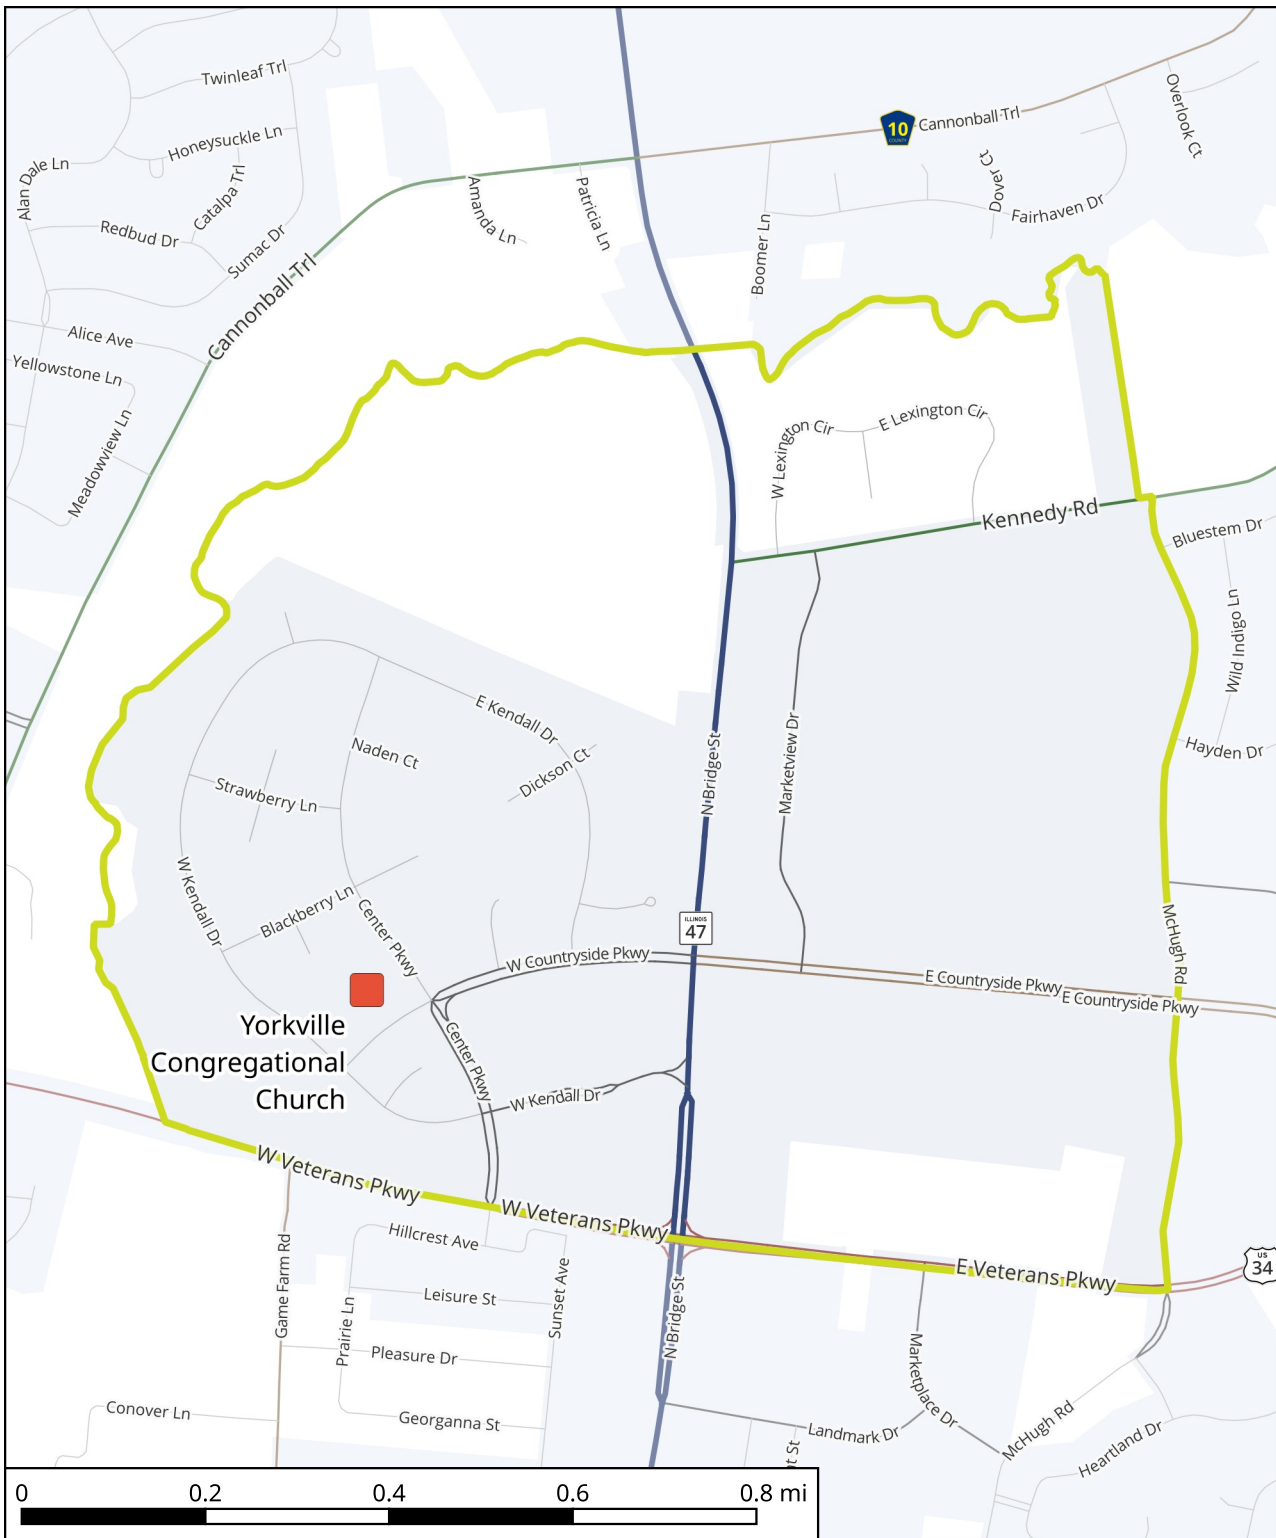 Twinleaf Trl
Overlook Ct
10
COUNTY
Cannonball Trl
Honeysuckle Ln
Alan Dale Ln
Catalpa Trl
Dover Ct
Amanda Ln
Patricia Ln
Fairhaven Dr
Redbud Dr
Sumac Dr
Boomer Ln
Cannonball Trl
Alice Ave
Yellowstone Ln
Meadowview Ln
W Lexington Cir
E Lexington Cir
Kennedy Rd
Bluestem Dr
Wild Indigo Ln
E Kendall Dr
Naden Ct
Dickson Ct
N Bridge St
Marketview Dr
Hayden Dr
Strawberry Ln
W Kendall Dr
Blackberry Ln
Center Pkwy
ILLINOIS
47
McHugh Rd
W Countryside Pkwy
E Countryside Pkwy
E Countryside Pkwy
Yorkville
Congregational
Church
Center Pkwy
W Kendall Dr
W Veterans Pkwy
W Veterans Pkwy
Hillcrest Ave
E Veterans Pkwy
US
34
Game Farm Rd
Prairie Ln
Leisure St
Sunset Ave
N Bridge St
Pleasure Dr
Marketplace Dr
Conover Ln
Georganna St
Landmark Dr
McHugh Rd
Heartland Dr
St
0 0.2 0.4 0.6 0.8 mi